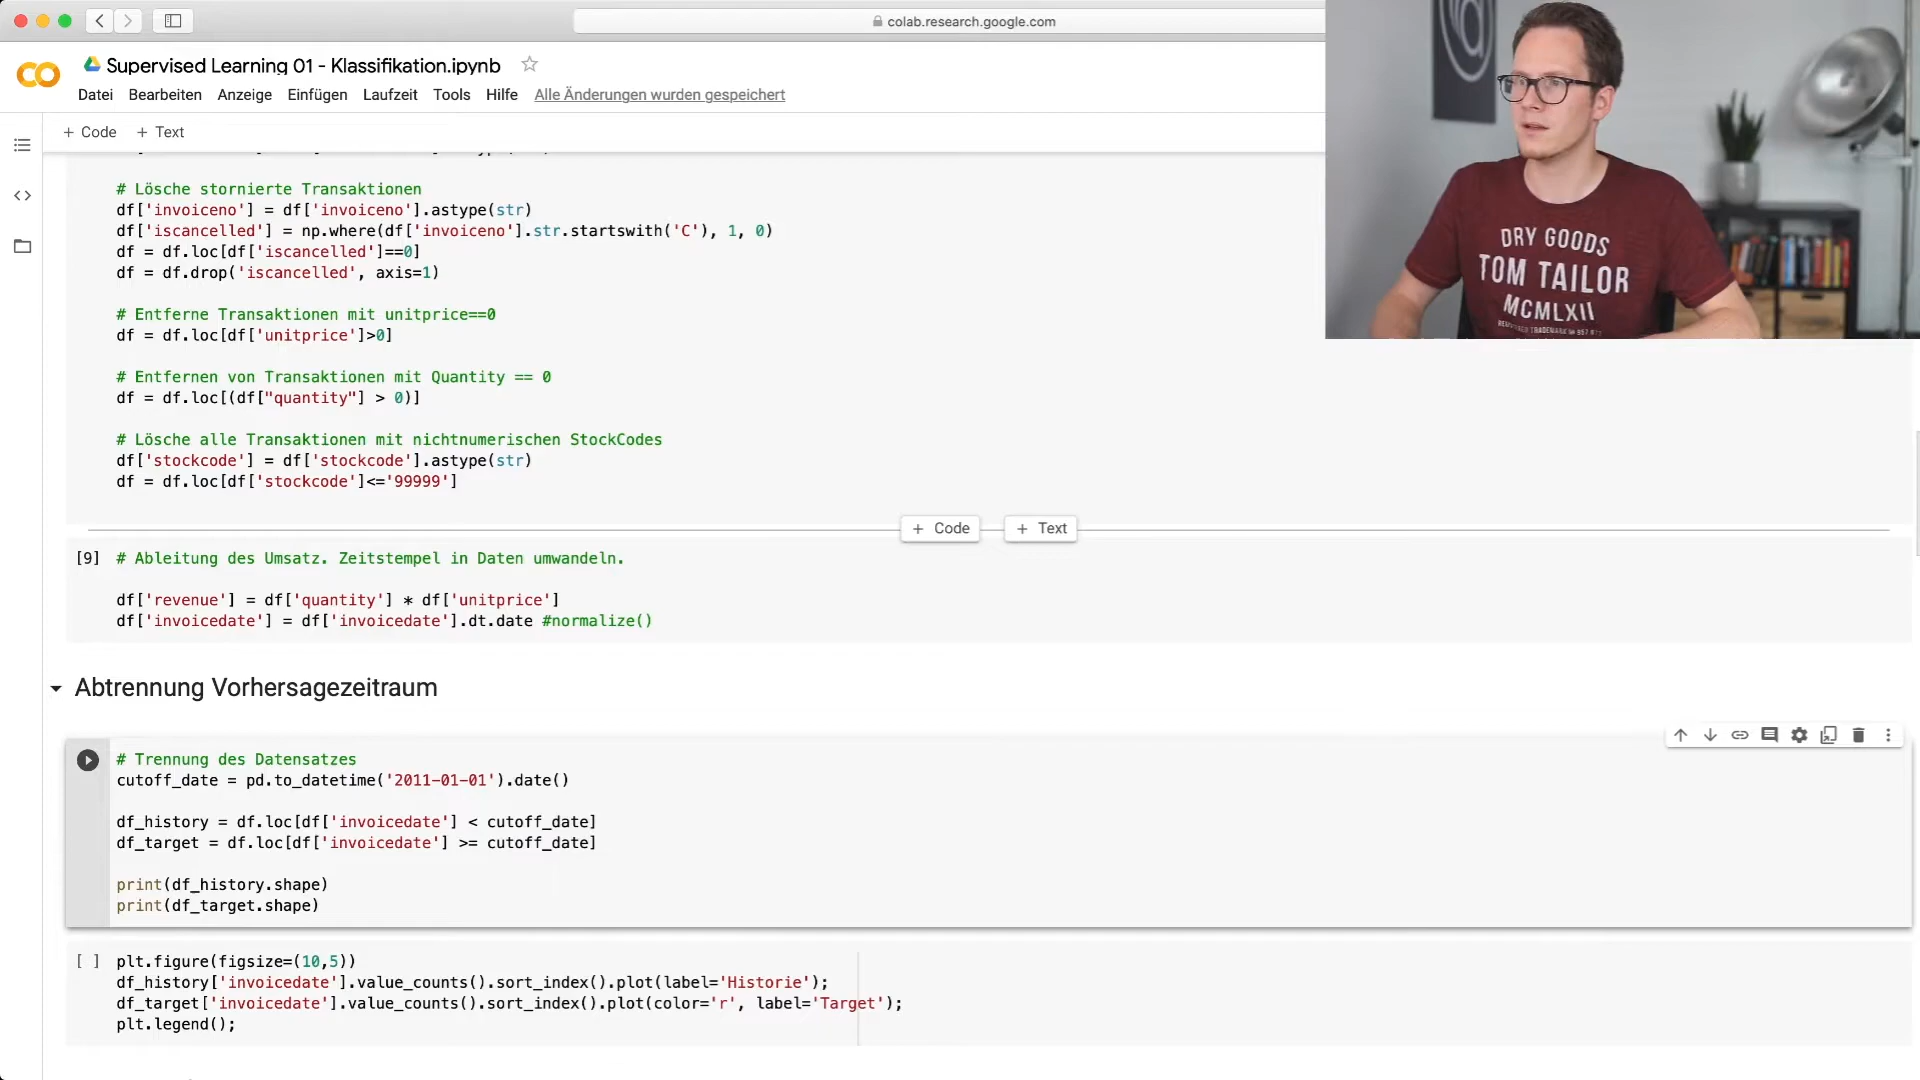 colab.research.google.com
Supervised Learning 01 - Klassifikation.ipynb
Datei Bearbeiten Anzeige Einfügen Laufzeit Tools Hilfe Alle Änderungen wurden gespeichert
+ Code + Text
# Lösche stornierte Transaktionen
df['invoiceno'] = df['invoiceno'].astype(str)
df['iscancelled'] = np.where(df['invoiceno'].str.startswith('C'), 1, 0)
df = df.loc[df['iscancelled']==0]
df = df.drop('iscancelled', axis=1)
# Entferne Transaktionen mit unitprice==0
df = df.loc[df['unitprice']>0]
# Entfernen von Transaktionen mit Quantity == 0
df = df.loc[(df["quantity"] > 0)]
# Lösche alle Transaktionen mit nichtnumerischen StockCodes
df['stockcode'] = df['stockcode'].astype(str)
df = df.loc[df['stockcode']<='99999']
+ Code + Text
[9] # Ableitung des Umsatz. Zeitstempel in Daten umwandeln.
df['revenue'] = df['quantity'] * df['unitprice']
df['invoicedate'] = df['invoicedate'].dt.date #normalize()
Abtrennung Vorhersagezeitraum
# Trennung des Datensatzes
cutoff_date = pd.to_datetime('2011-01-01').date()
df_history = df.loc[df['invoicedate'] < cutoff_date]
df_target = df.loc[df['invoicedate'] >= cutoff_date]
print(df_history.shape)
print(df_target.shape)
[ ] plt.figure(figsize=(10,5))
df_history['invoicedate'].value_counts().sort_index().plot(label='Historie');
df_target['invoicedate'].value_counts().sort_index().plot(color='r', label='Target');
plt.legend();
DRY GOODS
TOM TAILOR
MCMLXII